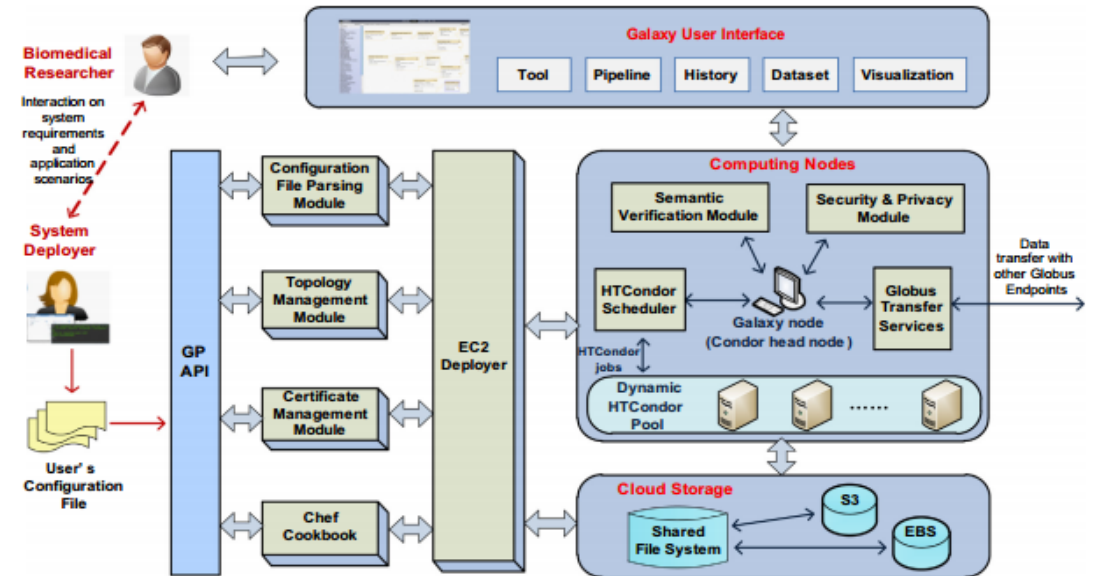 Galaxy User Interface
Tool
Pipeline
History
Dataset
Visualization
Biomedical
Researcher
Interaction on
system
requirements
and
application
scenarios
System
Deployer
User' s
Configuration
File
GP
API
Configuration
File Parsing
Module
Topology
Management
Module
Certificate
Management
Module
Chef
Cookbook
EC2
Deployer
Computing Nodes
Semantic
Verification Module
Security & Privacy
Module
HTCondor
Scheduler
Galaxy node
(Condor head node )
Globus
Transfer
Services
Data
transfer with
other Globus
Endpoints
HTCondor
jobs
Dynamic
HTCondor
Pool
......
Cloud Storage
Shared
File System
S3
EBS